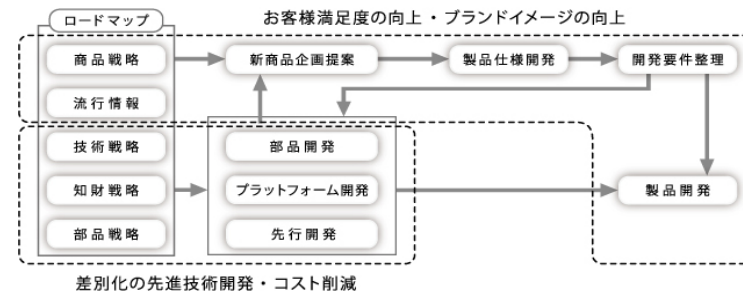 お客様満足度の向上・ブランドイメージの向上
ロードマップ
商品戦略
新商品企画提案
製品仕様開発
開発要件整理
流行情報
技術戦略
部品開発
知財戦略
プラットフォーム開発
製品開発
部品戦略
先行開発
差別化の先進技術開発・コスト削減